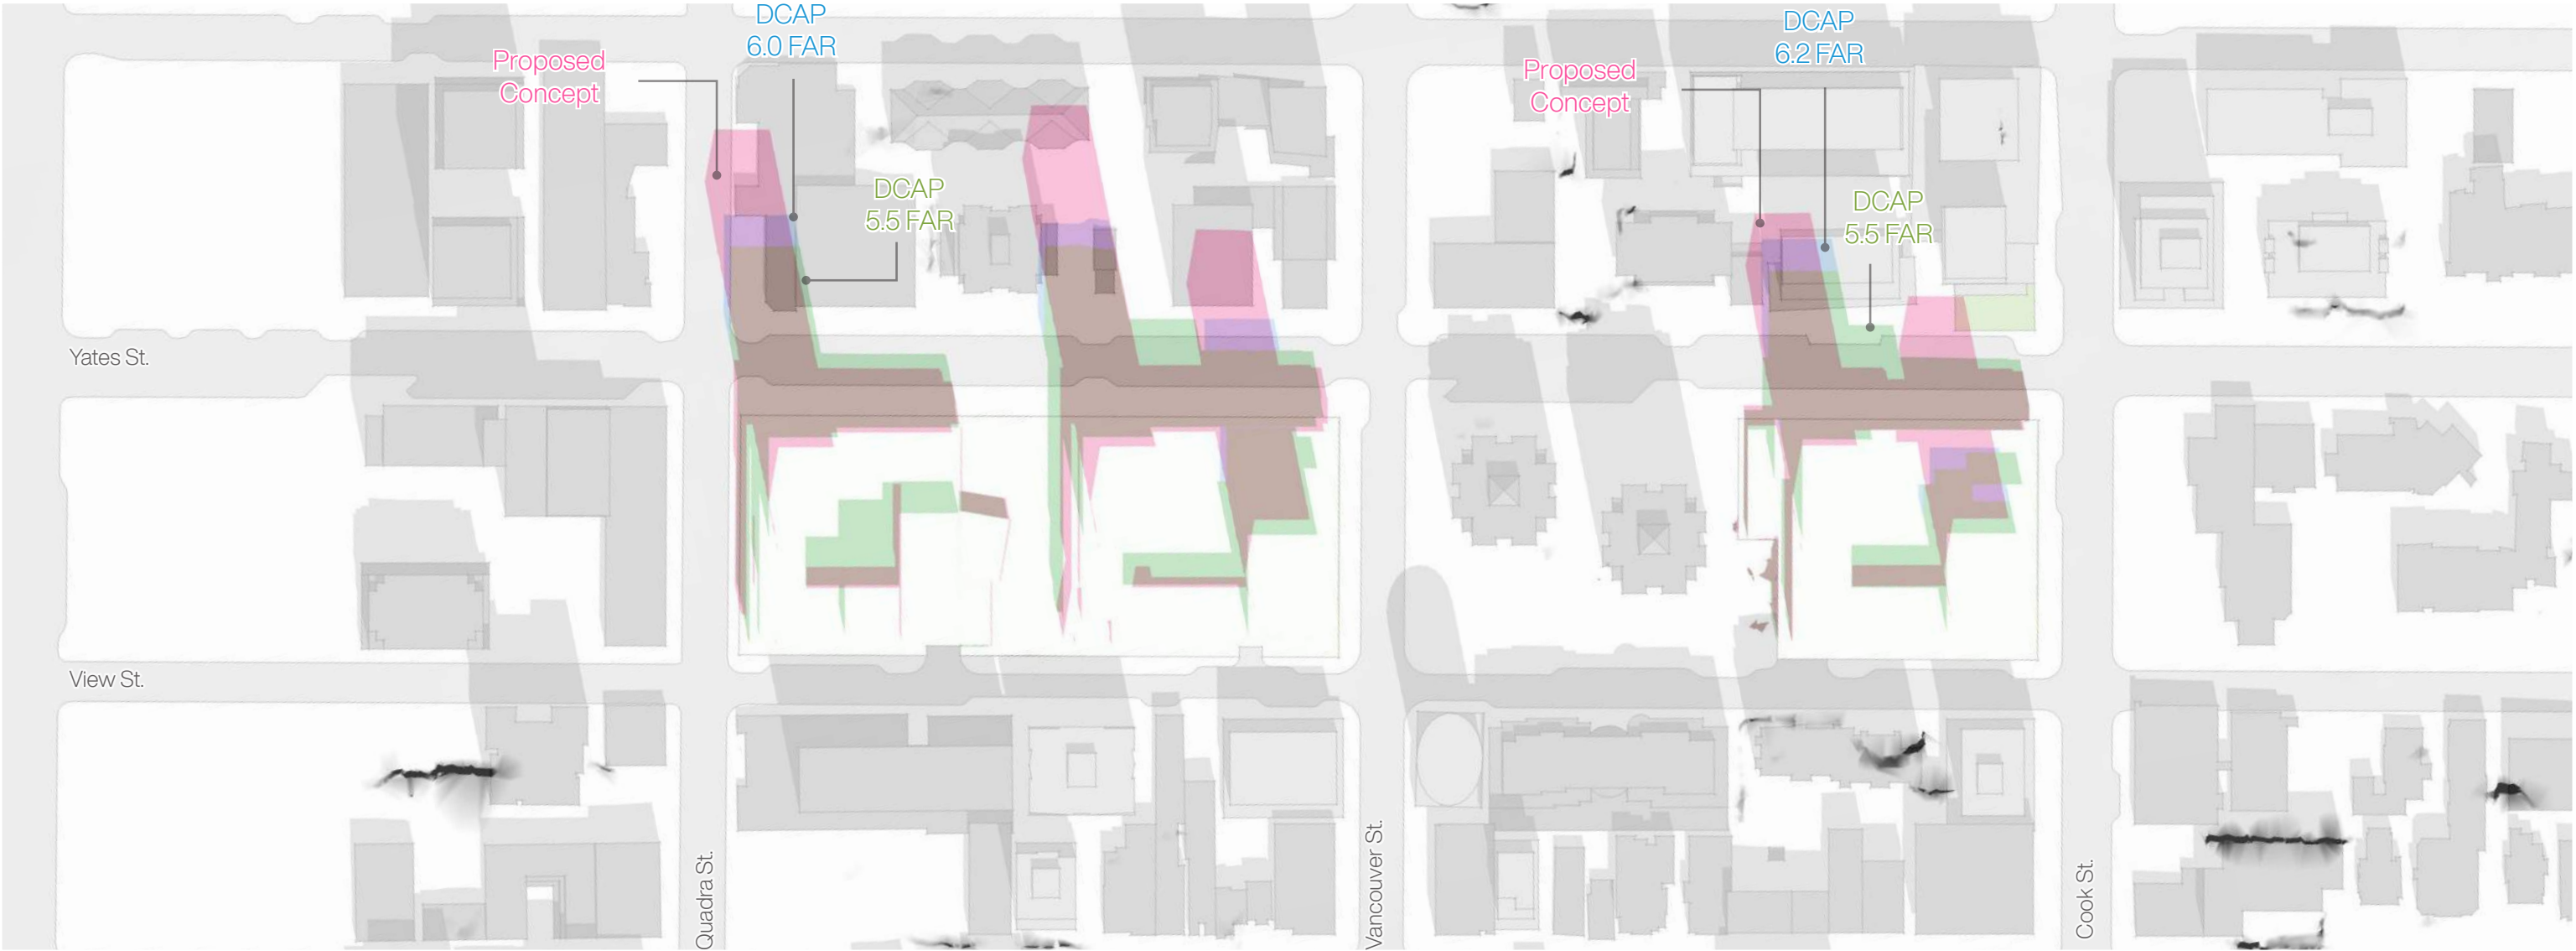 DCAP
6.0 FAR
Proposed
Concept
DCAP
5.5 FAR
DCAP
6.2 FAR
Proposed
Concept
DCAP
5.5 FAR
Yates St.
View St.
Quadra St.
Vancouver St.
Cook St.